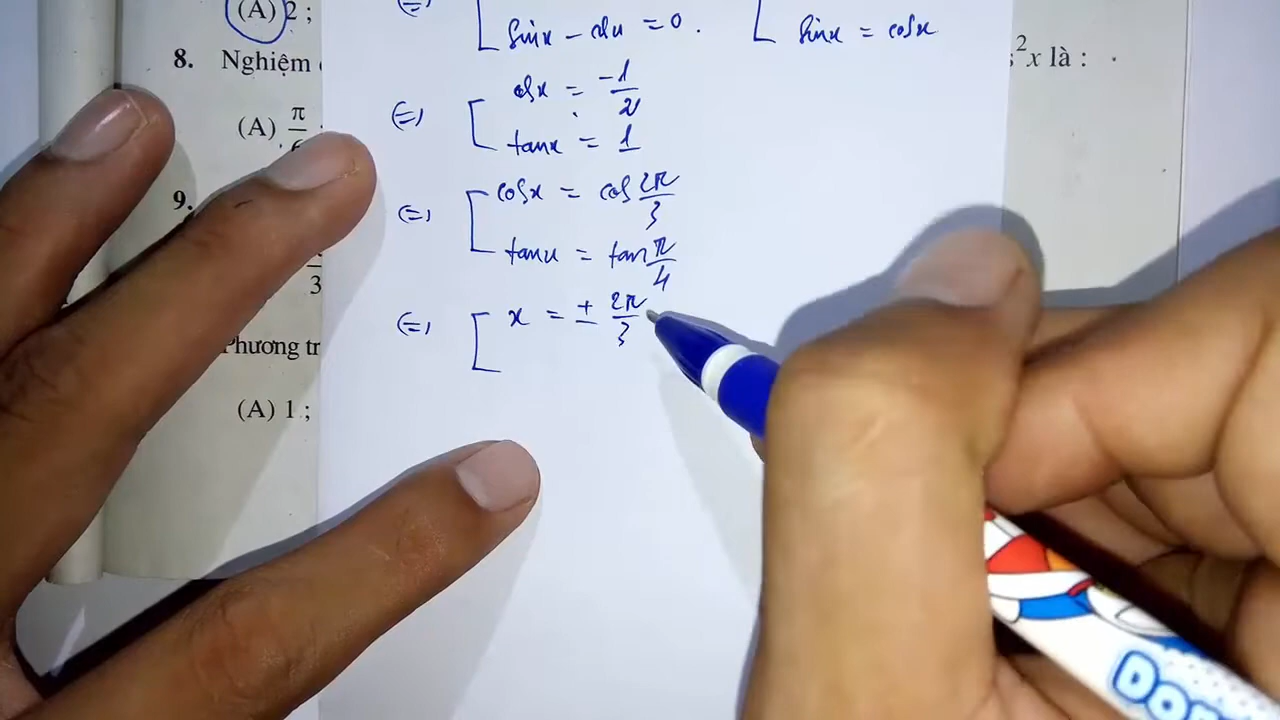 (A) 2 ;
sinx - cosx = 0 .
sinx = cosx
8. Nghiệm
²x là :
⇔ cosx = -1/2
(A) π/6
tanx = 1
9.
⇔ cosx = cos 2π/3
tanx = tan π/4
3
⇔ x = ± 2π/3
Phương tr
(A) 1 ;
Dor